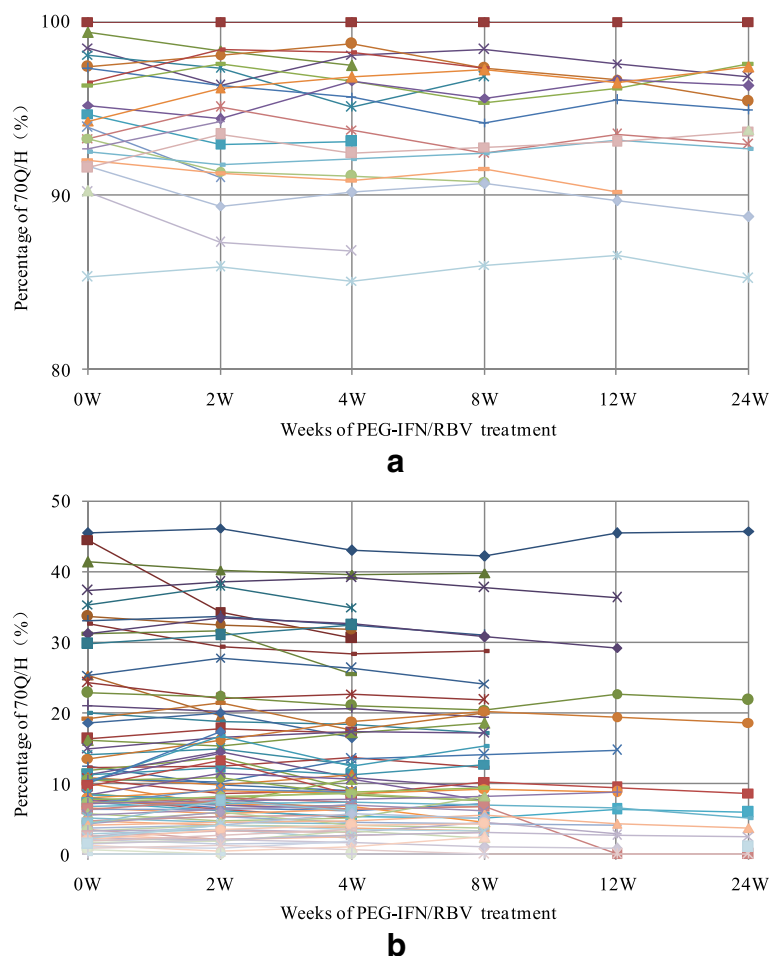 Percentage of 70Q/H (%)
100
90
80
0W 2W 4W 8W 12W 24W
Weeks of PEG-IFN/RBV treatment
a
Percentage of 70Q/H (%)
50
40
30
20
10
0
0W 2W 4W 8W 12W 24W
Weeks of PEG-IFN/RBV treatment
b